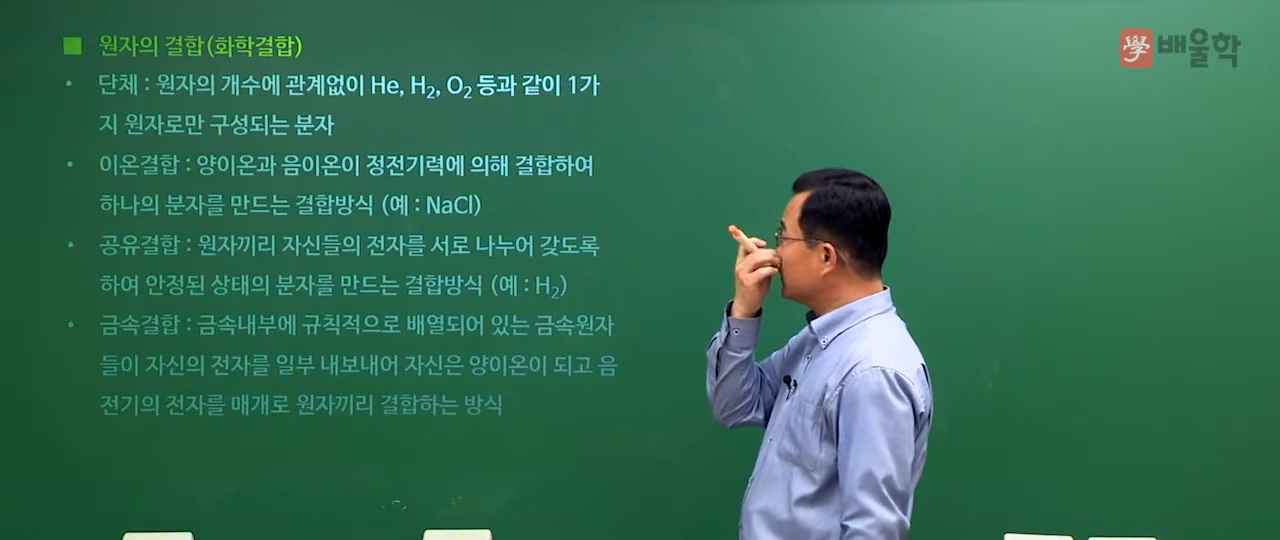 ■ 원자의 결합(화학결합)
學 배울학
• 단체 : 원자의 개수에 관계없이 He, H₂, O₂ 등과 같이 1가
지 원자로만 구성되는 분자
• 이온결합 : 양이온과 음이온이 정전기력에 의해 결합하여
하나의 분자를 만드는 결합방식 (예 : NaCl)
• 공유결합 : 원자끼리 자신들의 전자를 서로 나누어 갖도록
하여 안정된 상태의 분자를 만드는 결합방식 (예 : H₂)
• 금속결합 : 금속내부에 규칙적으로 배열되어 있는 금속원자
들이 자신의 전자를 일부 내보내어 자신은 양이온이 되고 음
전기의 전자를 매개로 원자끼리 결합하는 방식